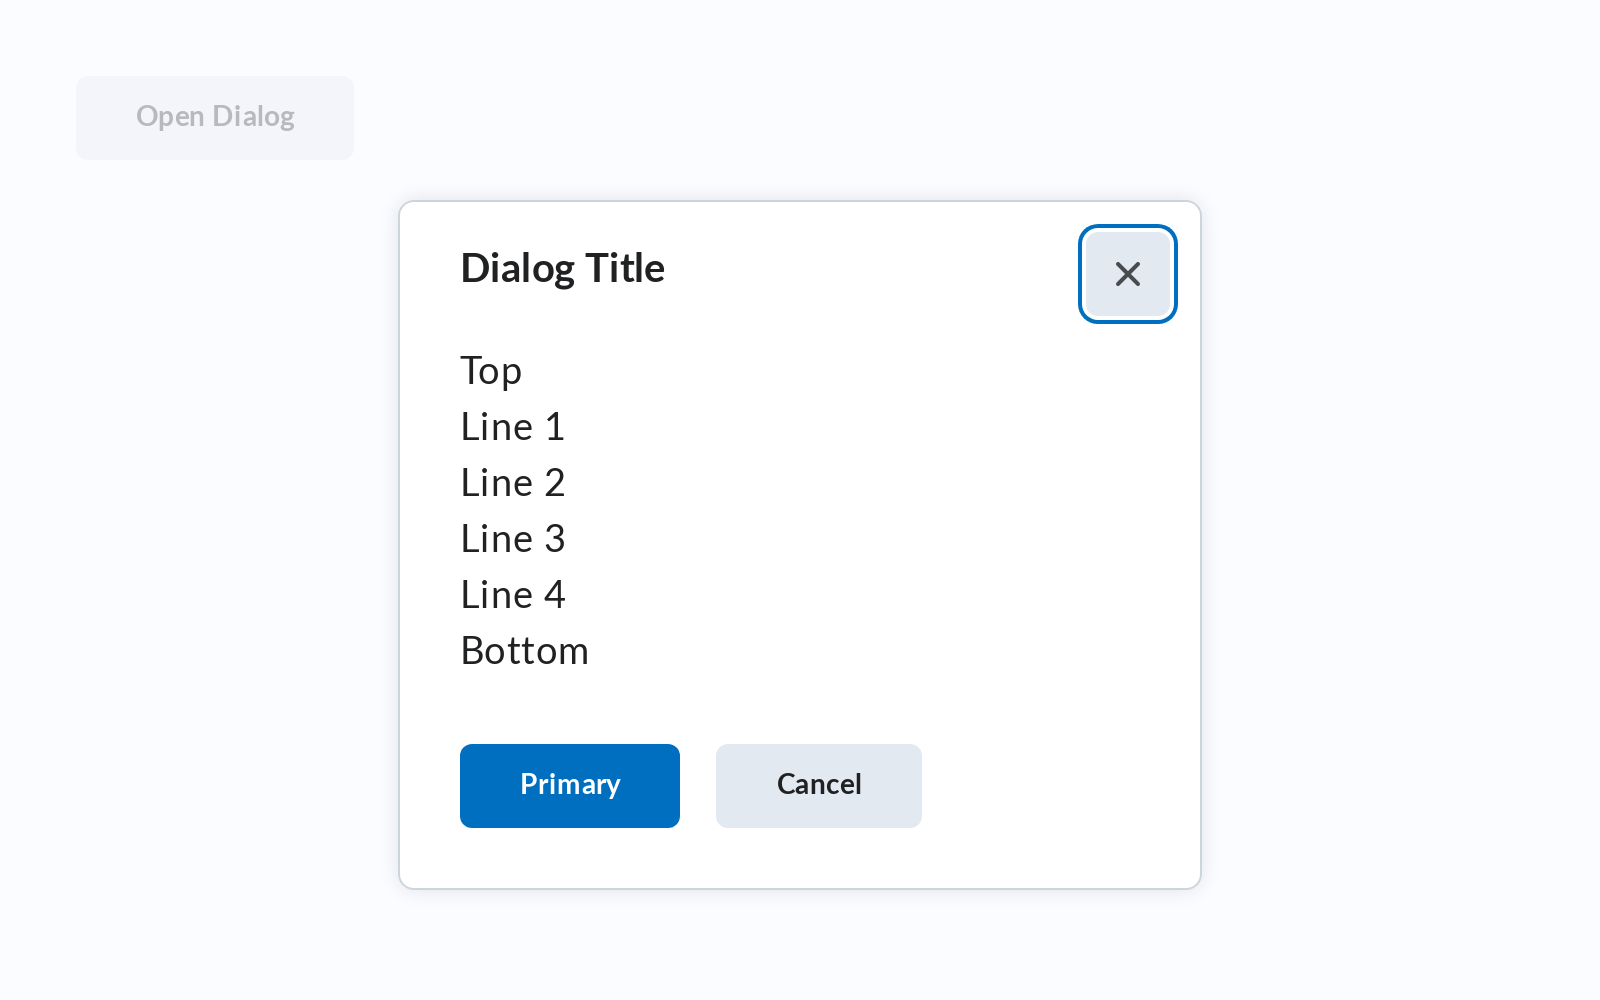 Open Dialog
Dialog Title
Top
Line 1
Line 2
Line 3
Line 4
Bottom
Primary
Cancel